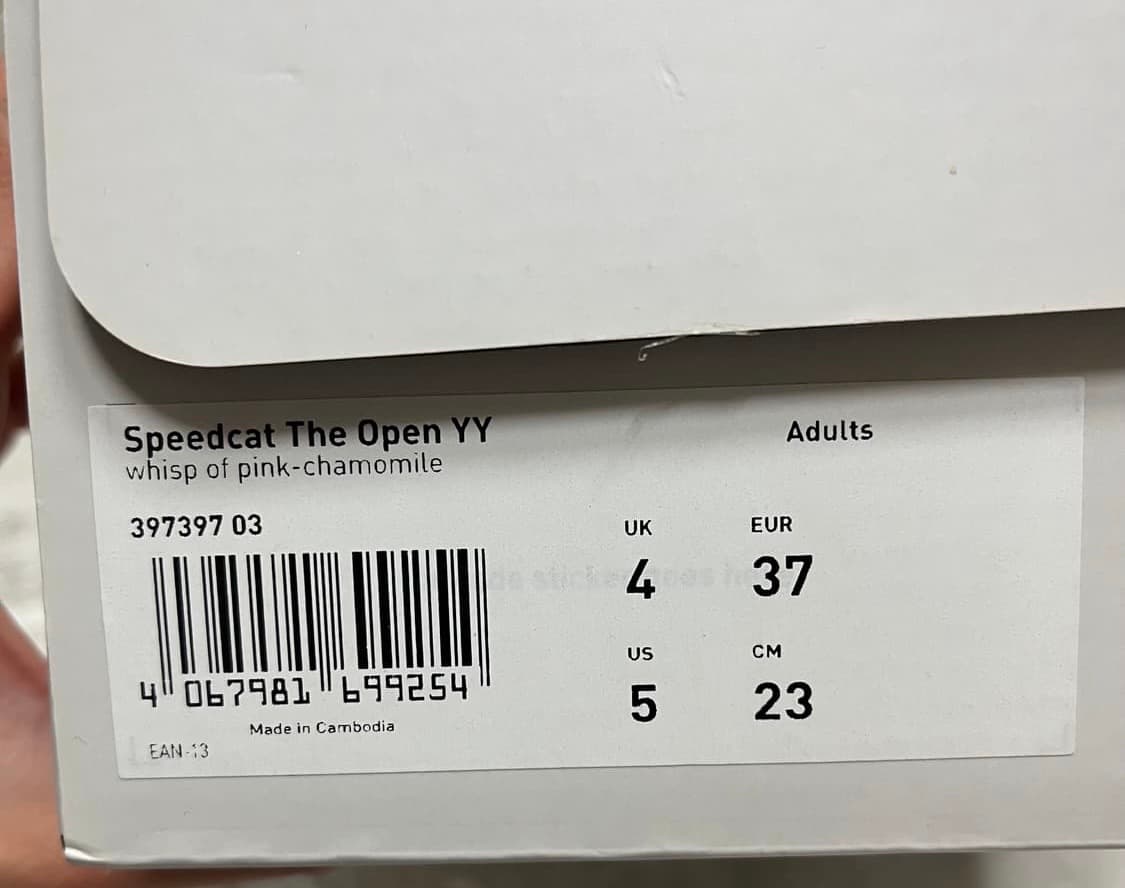 Speedcat The Open YY
whisp of pink-chamomile
Adults
397397 03
UK
EUR
4
37
US
CM
5
23
4 067981 699254
Made in Cambodia
EAN-13